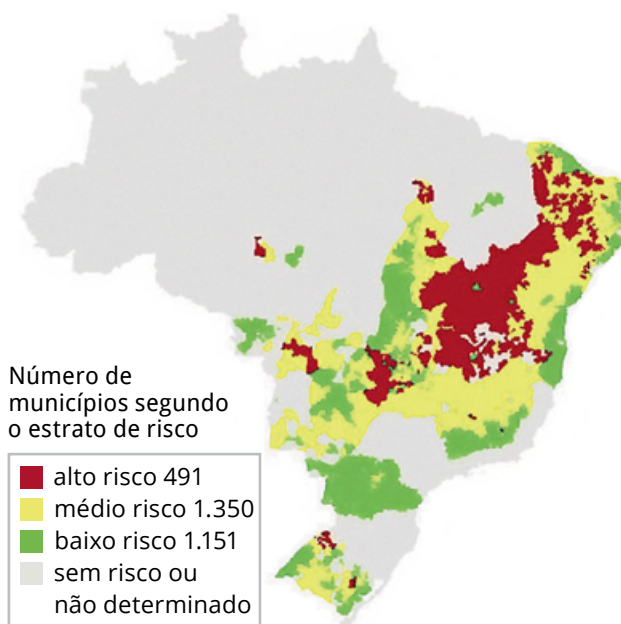 Número de
municípios segundo
o estrato de risco
alto risco 491
médio risco 1.350
baixo risco 1.151
sem risco ou
não determinado